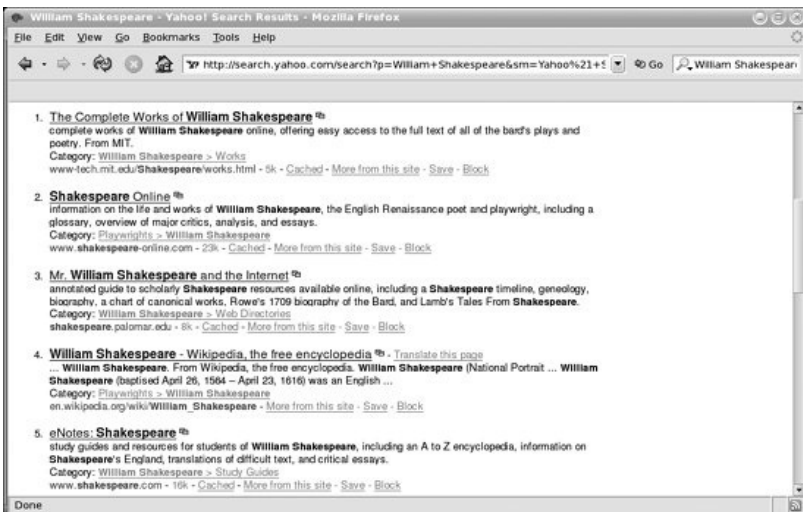 William Shakespeare - Yahoo! Search Results - Mozilla Firefox
File Edit View Go Bookmarks Tools Help
http://search.yahoo.com/search?p=William+Shakespeare&sm=Yahoo%21+S Go William Shakespeare
1. The Complete Works of William Shakespeare
complete works of William Shakespeare online, offering easy access to the full text of all of the bard's plays and
poetry. From MIT.
Category: William Shakespeare > Works
www-tech.mit.edu/Shakespeare/works.html - 5k - Cached - More from this site - Save - Block
2. Shakespeare Online
information on the life and works of William Shakespeare, the English Renaissance poet and playwright, including a
glossary, overview of major critics, analysis, and essays.
Category: Playwrights > William Shakespeare
www.shakespeare-online.com - 23k - Cached - More from this site - Save - Block
3. Mr. William Shakespeare and the Internet
annotated guide to scholarly Shakespeare resources available online, including a Shakespeare timeline, geneology,
biography, a chart of canonical works, Rowe's 1709 biography of the Bard, and Lamb's Tales From Shakespeare.
Category: William Shakespeare > Web Directories
shakespeare.palomar.edu - 8k - Cached - More from this site - Save - Block
4. William Shakespeare - Wikipedia, the free encyclopedia - Translate this page
... William Shakespeare. From Wikipedia, the free encyclopedia. William Shakespeare (National Portrait ... William
Shakespeare (baptised April 26, 1564 – April 23, 1616) was an English ...
Category: Playwrights > William Shakespeare
en.wikipedia.org/wiki/William_Shakespeare - More from this site - Save - Block
5. eNotes: Shakespeare
study guides and resources for students of William Shakespeare, including an A to Z encyclopedia, information on
Shakespeare's England, translations of difficult text, and critical essays.
Category: William Shakespeare > Study Guides
www.shakespeare.com - 16k - Cached - More from this site - Save - Block
Done